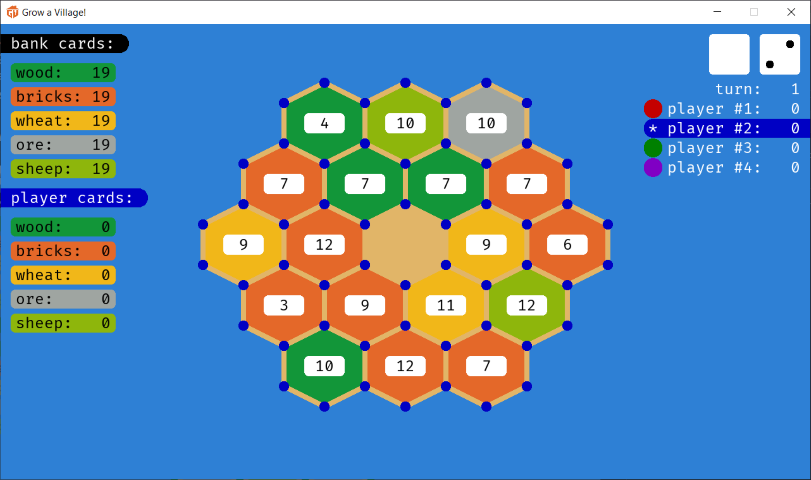 Grow a Village!
bank cards:
wood: 19
bricks: 19
wheat: 19
ore: 19
sheep: 19
player cards:
wood: 0
bricks: 0
wheat: 0
ore: 0
sheep: 0
4 10 10
7 7 7 7
9 12 9 6
3 9 11 12
10 12 7
turn: 1
player #1: 0
* player #2: 0
player #3: 0
player #4: 0